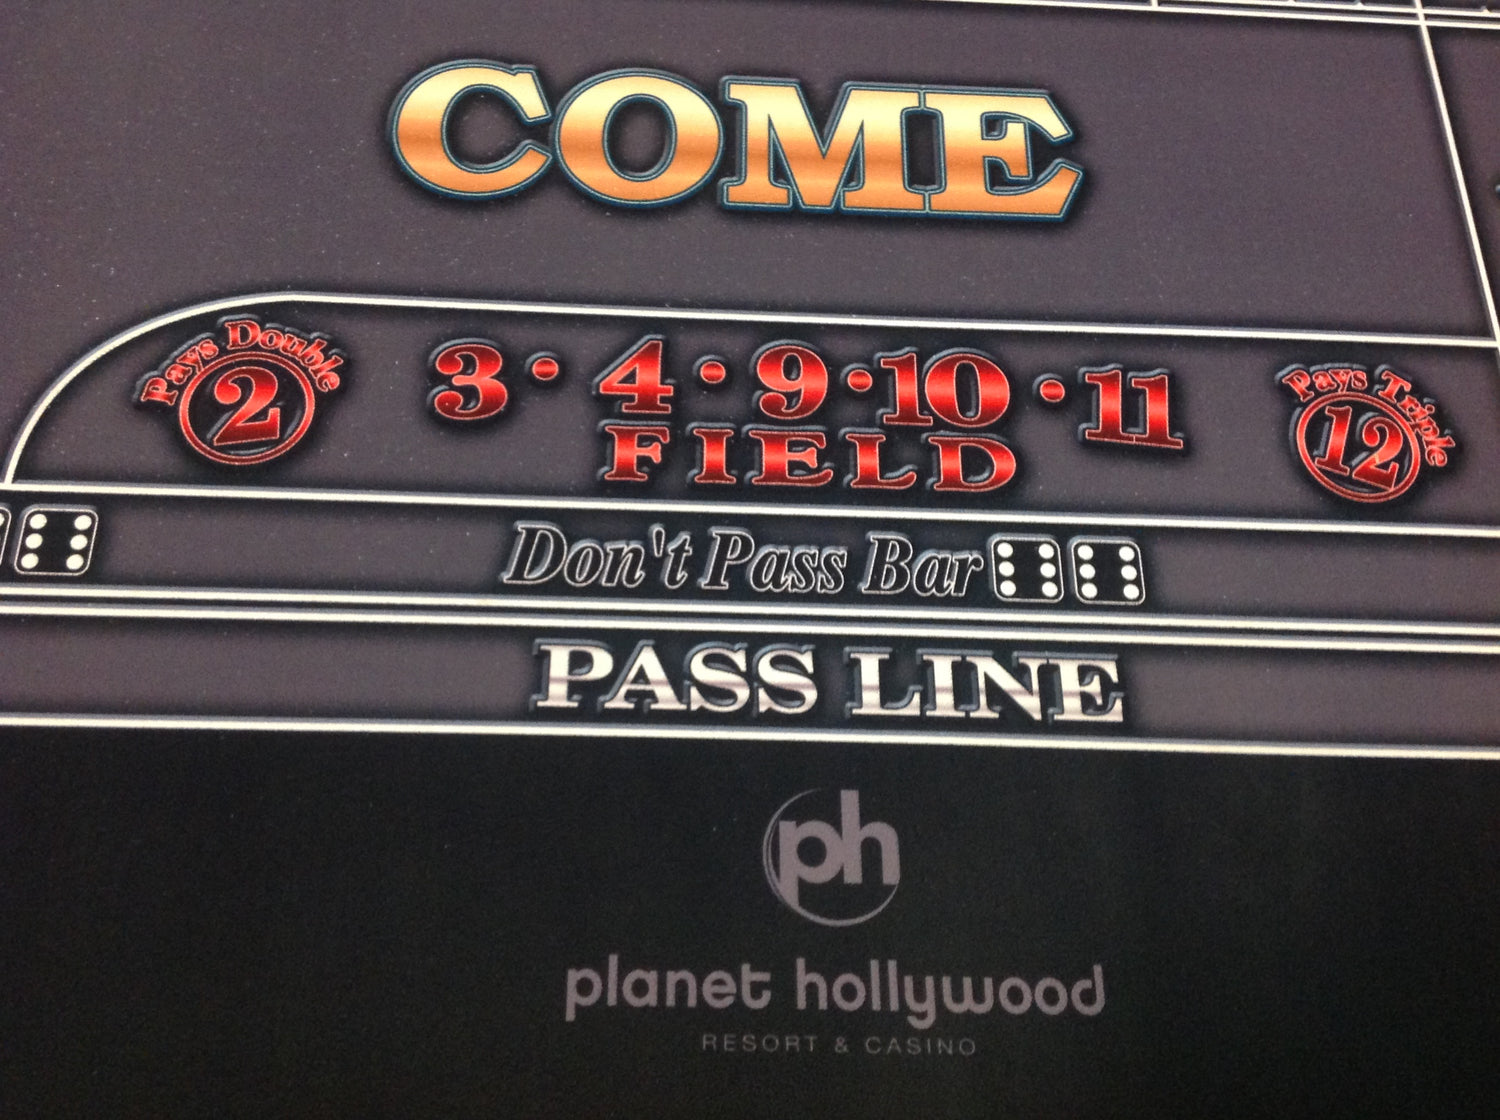 COME
Pays Double
2
3 • 4 • 9 • 10 • 11
Pays Triple
12
FIELD
Don't Pass Bar
PASS LINE
ph
planet hollywood
RESORT & CASINO